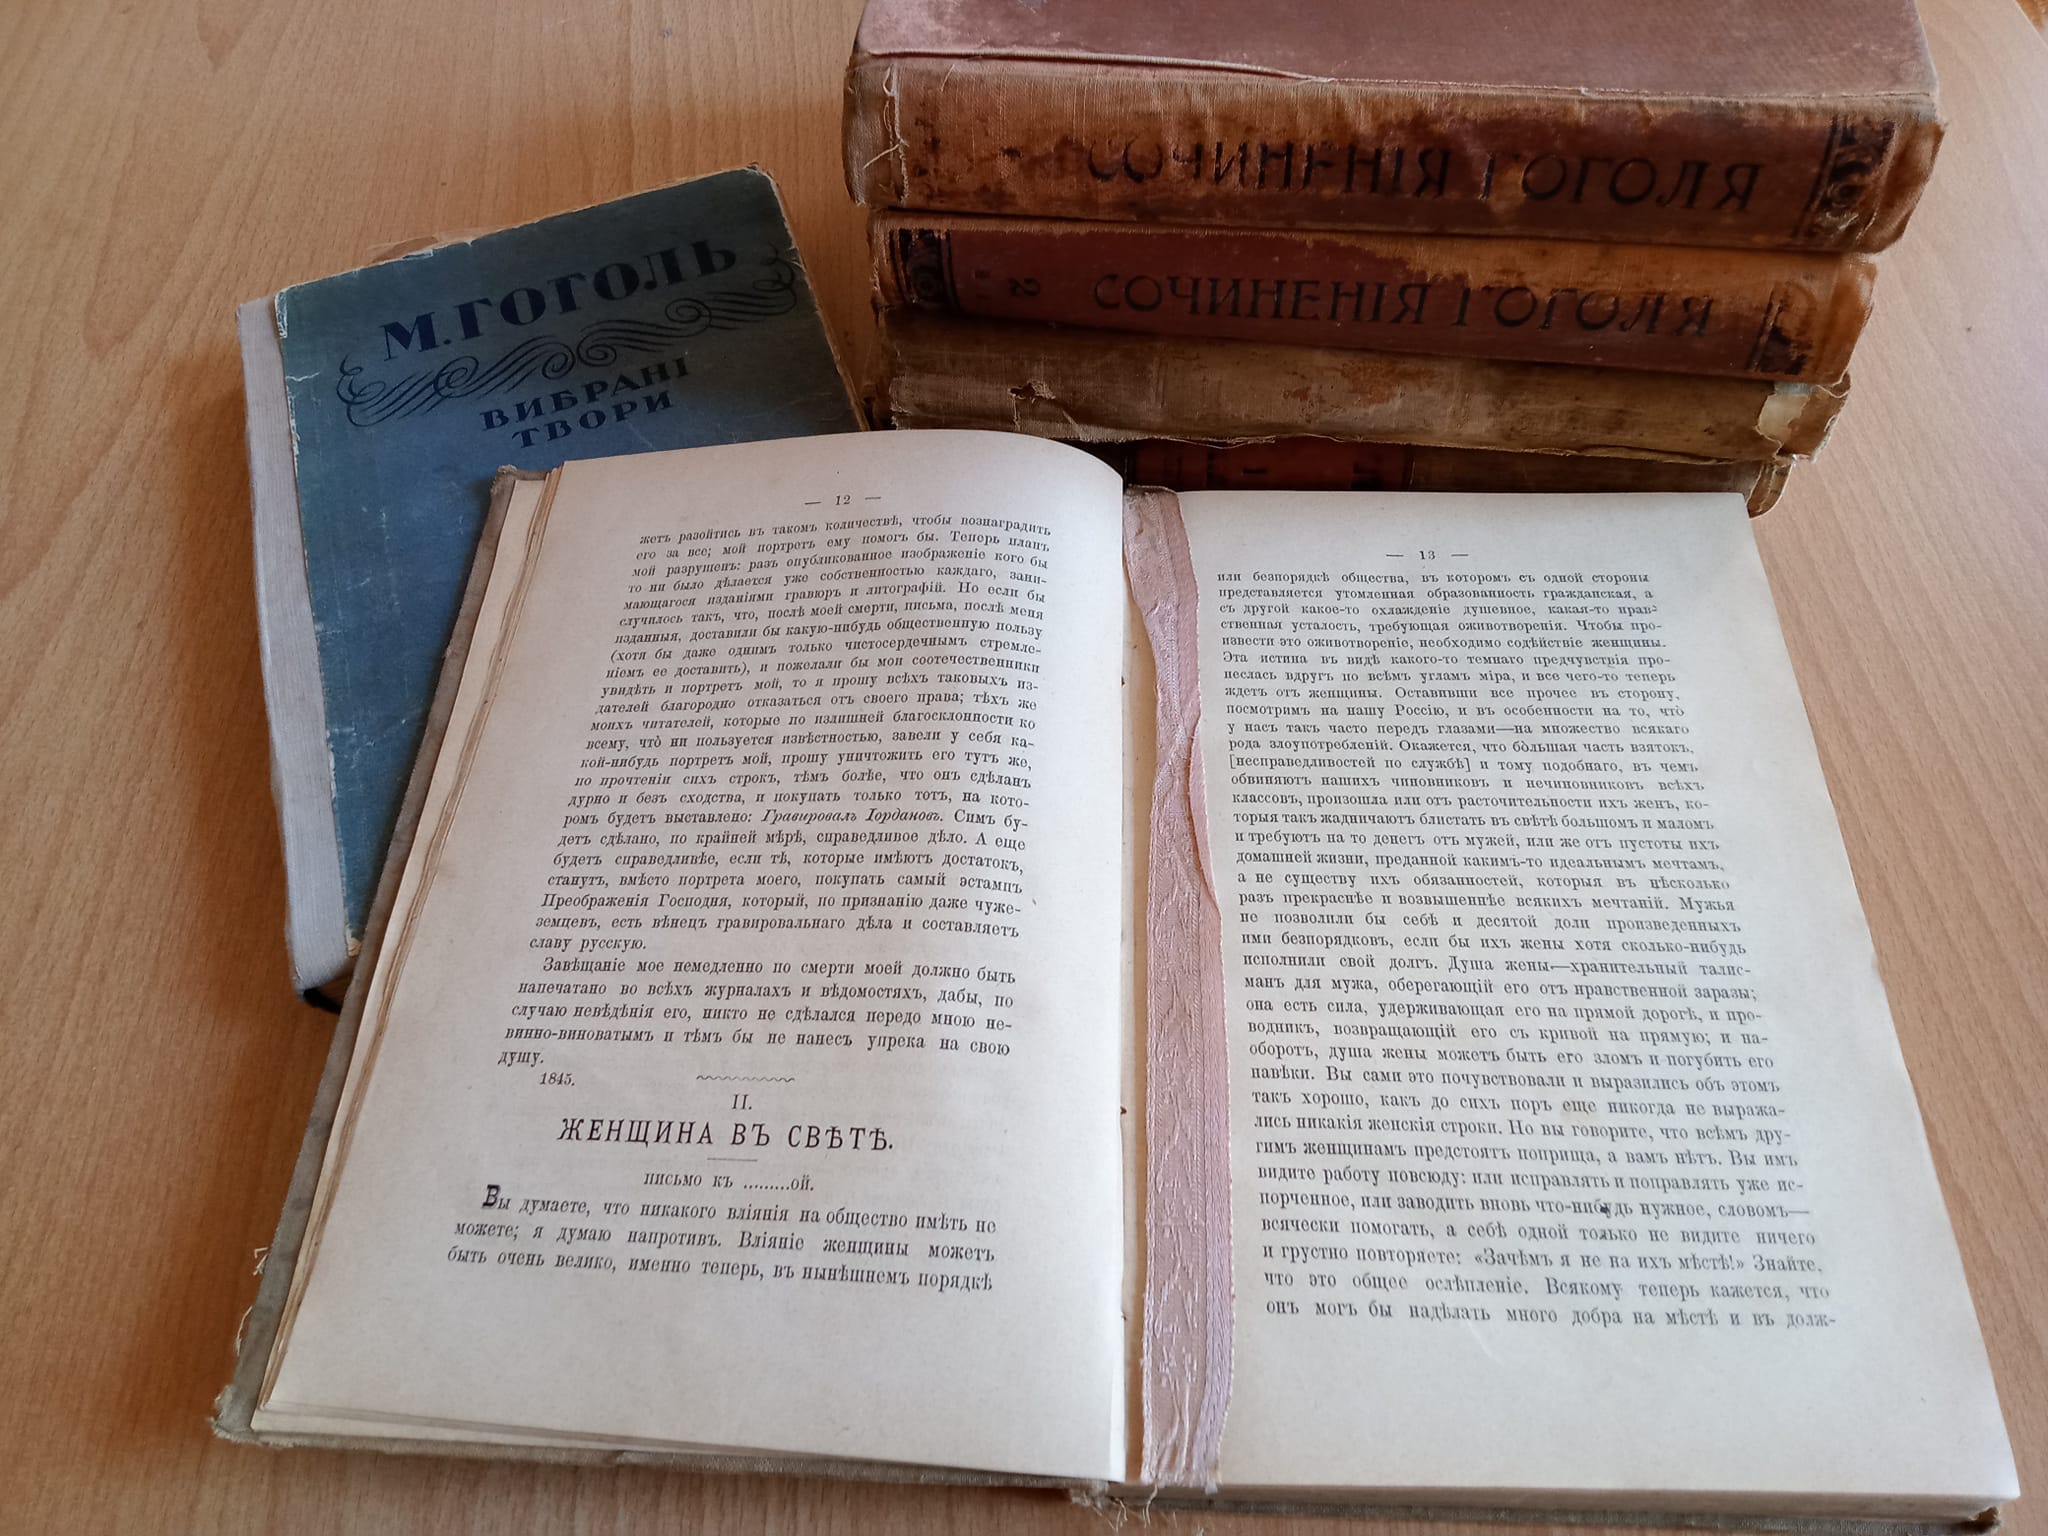 СОЧИНЕНІЯ ГОГОЛЯ
2 СОЧИНЕНІЯ ГОГОЛЯ
I
М. ГОГОЛЬ
ВИБРАНІ
ТВОРИ
— 12 —
жетъ разойтись въ такомъ количествѣ, чтобы вознаградить
его за все; мой портретъ ему помогъ бы. Теперь планъ
мой разрушенъ: разъ опубликованное изображеніе кого бы
то ни было дѣлается уже собственностью каждаго, зани-
мающагося изданіями гравюръ и литографій. Но если бы
случилось такъ, что, послѣ моей смерти, письма, послѣ меня
изданныя, доставили бы какую-нибудь общественную пользу
(хотя бы даже однимъ только чистосердечнымъ стремле-
ніемъ ее доставить), и пожелали бы мои соотечественники
увидѣть и портретъ мой, то я прошу всѣхъ таковыхъ из-
дателей благородно отказаться отъ своего права; тѣхъ же
моихъ читателей, которые по излишней благосклонности ко
всему, что̀ ни пользуется извѣстностью, завели у себя ка-
кой-нибудь портретъ мой, прошу уничтожить его тутъ же,
по прочтеніи сихъ строкъ, тѣмъ болѣе, что онъ сдѣланъ
дурно и безъ сходства, и покупать только тотъ, на кото-
ромъ будетъ выставлено: Гравировалъ Іордановъ. Симъ бу-
детъ сдѣлано, по крайней мѣрѣ, справедливое дѣло. А еще
будетъ справедливѣе, если тѣ, которые имѣютъ достатокъ,
станутъ, вмѣсто портрета моего, покупать самый эстампъ
Преображенія Господня, который, по признанію даже чуже-
земцевъ, есть вѣнецъ гравировальнаго дѣла и составляетъ
славу русскую.
Завѣщаніе мое немедленно по смерти моей должно быть
напечатано во всѣхъ журналахъ и вѣдомостяхъ, дабы, по
случаю невѣдѣнія его, никто не сдѣлался передо мною не-
винно-виноватымъ и тѣмъ бы не нанесъ упрека на свою
душу.
1845.
II.
ЖЕНЩИНА ВЪ СВѢТѢ.
ПИСЬМО КЪ .........ОЙ.
Вы думаете, что никакого вліянія на общество имѣть не
можете; я думаю напротивъ. Вліяніе женщины можетъ
быть очень велико, именно теперь, въ нынѣшнемъ порядкѣ
— 13 —
или безпорядкѣ общества, въ которомъ съ одной стороны
представляется утомленная образованность гражданская, а
съ другой какое-то охлажденіе душевное, какая-то нрав-
ственная усталость, требующая оживотворенія. Чтобы про-
извести это оживотвореніе, необходимо содѣйствіе женщины.
Эта истина въ видѣ какого-то темнаго предчувствія про-
неслась вдругъ по всѣмъ угламъ міра, и все чего-то теперь
ждетъ отъ женщины. Оставивши все прочее въ сторону,
посмотримъ на нашу Россію, и въ особенности на то, что̀
у насъ такъ часто передъ глазами—на множество всякаго
рода злоупотребленій. Окажется, что бо̀льшая часть взятокъ,
[несправедливостей по службѣ] и тому подобнаго, въ чемъ
обвиняютъ нашихъ чиновниковъ и нечиновниковъ всѣхъ
классовъ, произошла или отъ расточительности ихъ женъ, ко-
торыя такъ жадничаютъ блистать въ свѣтѣ большомъ и маломъ
и требуютъ на то денегъ отъ мужей, или же отъ пустоты ихъ
домашней жизни, преданной какимъ-то идеальнымъ мечтамъ,
а не существу ихъ обязанностей, которыя въ нѣсколько
разъ прекраснѣе и возвышеннѣе всякихъ мечтаній. Мужья
не позволили бы себѣ и десятой доли произведенныхъ
ими безпорядковъ, если бы ихъ жены хотя сколько-нибудь
исполнили свой долгъ. Душа жены—хранительный талис-
манъ для мужа, оберегающій его отъ нравственной заразы;
она есть сила, удерживающая его на прямой дорогѣ, и про-
водникъ, возвращающій его съ кривой на прямую; и на-
оборотъ, душа жены можетъ быть его зломъ и погубить его
навѣки. Вы сами это почувствовали и выразились объ этомъ
такъ хорошо, какъ до сихъ поръ еще никогда не выража-
лись никакія женскія строки. Но вы говорите, что всѣмъ дру-
гимъ женщинамъ предстоятъ поприща, а вамъ нѣтъ. Вы имъ
видите работу повсюду: или исправлять и поправлять уже ис-
порченное, или заводить вновь что-нибудь нужное, словомъ—
всячески помогать, а себѣ одной только не видите ничего
и грустно повторяете: «Зачѣмъ я не на ихъ мѣстѣ!» Знайте,
что это общее ослѣпленіе. Всякому теперь кажется, что
онъ могъ бы надѣлать много добра на мѣстѣ и въ долж-